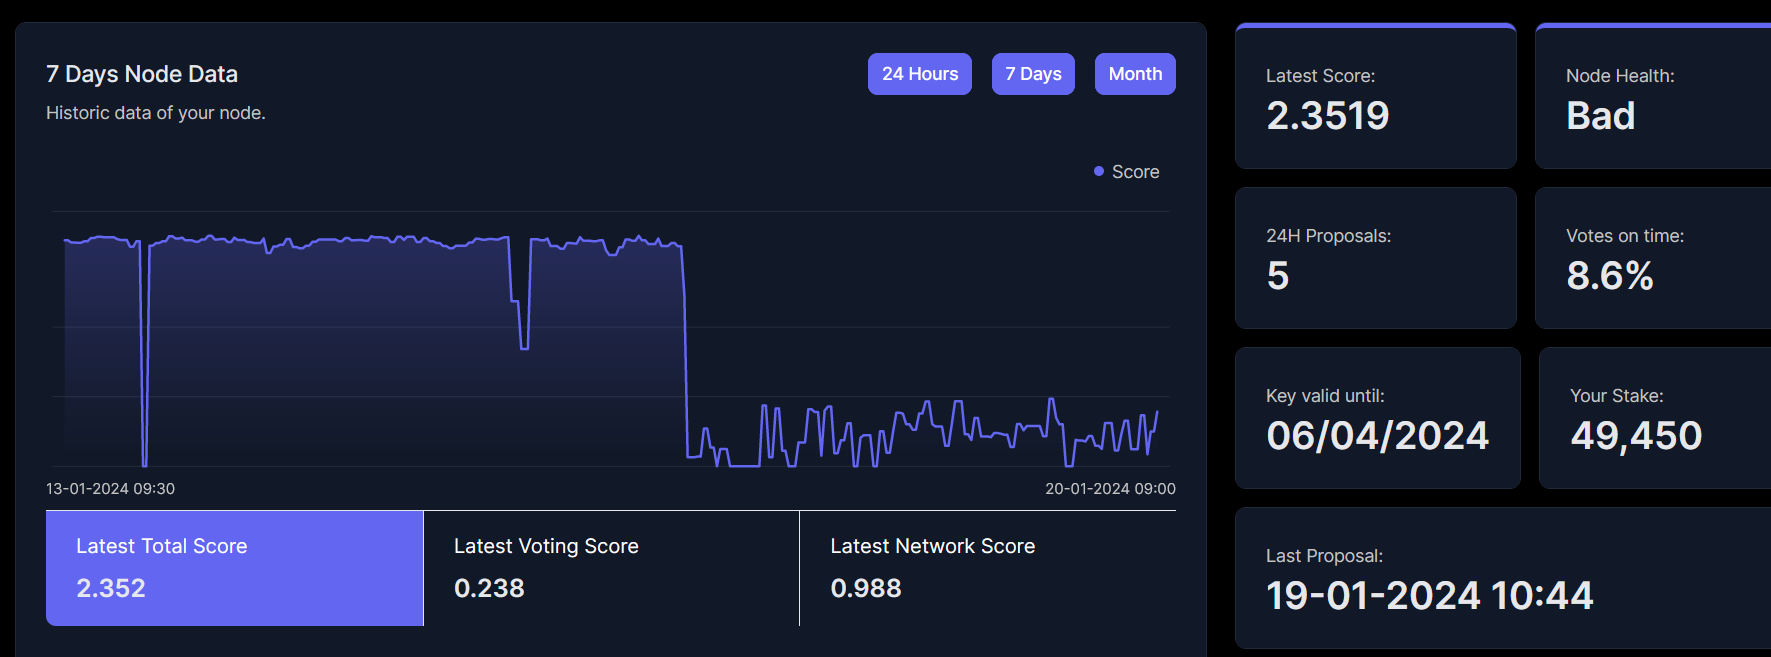 7 Days Node Data
24 Hours
7 Days
Month
Historic data of your node.
Score
13-01-2024 09:30
20-01-2024 09:00
Latest Total Score
2.352
Latest Voting Score
0.238
Latest Network Score
0.988
Latest Score:
2.3519
Node Health:
Bad
24H Proposals:
5
Votes on time:
8.6%
Key valid until:
06/04/2024
Your Stake:
49,450
Last Proposal:
19-01-2024 10:44